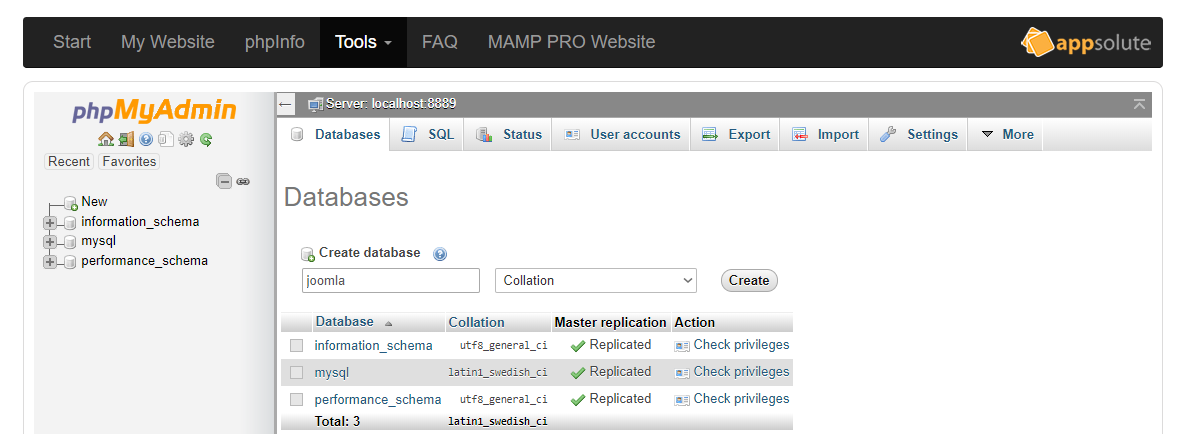 Start My Website phpInfo Tools FAQ MAMP PRO Website appsolute
phpMyAdmin
Recent Favorites
New
information_schema
mysql
performance_schema
Server: localhost:8889
Databases SQL Status User accounts Export Import Settings More
Databases
Create database
joomla Collation Create
Database Collation Master replication Action
information_schema utf8_general_ci Replicated Check privileges
mysql latin1_swedish_ci Replicated Check privileges
performance_schema utf8_general_ci Replicated Check privileges
Total: 3 latin1_swedish_ci